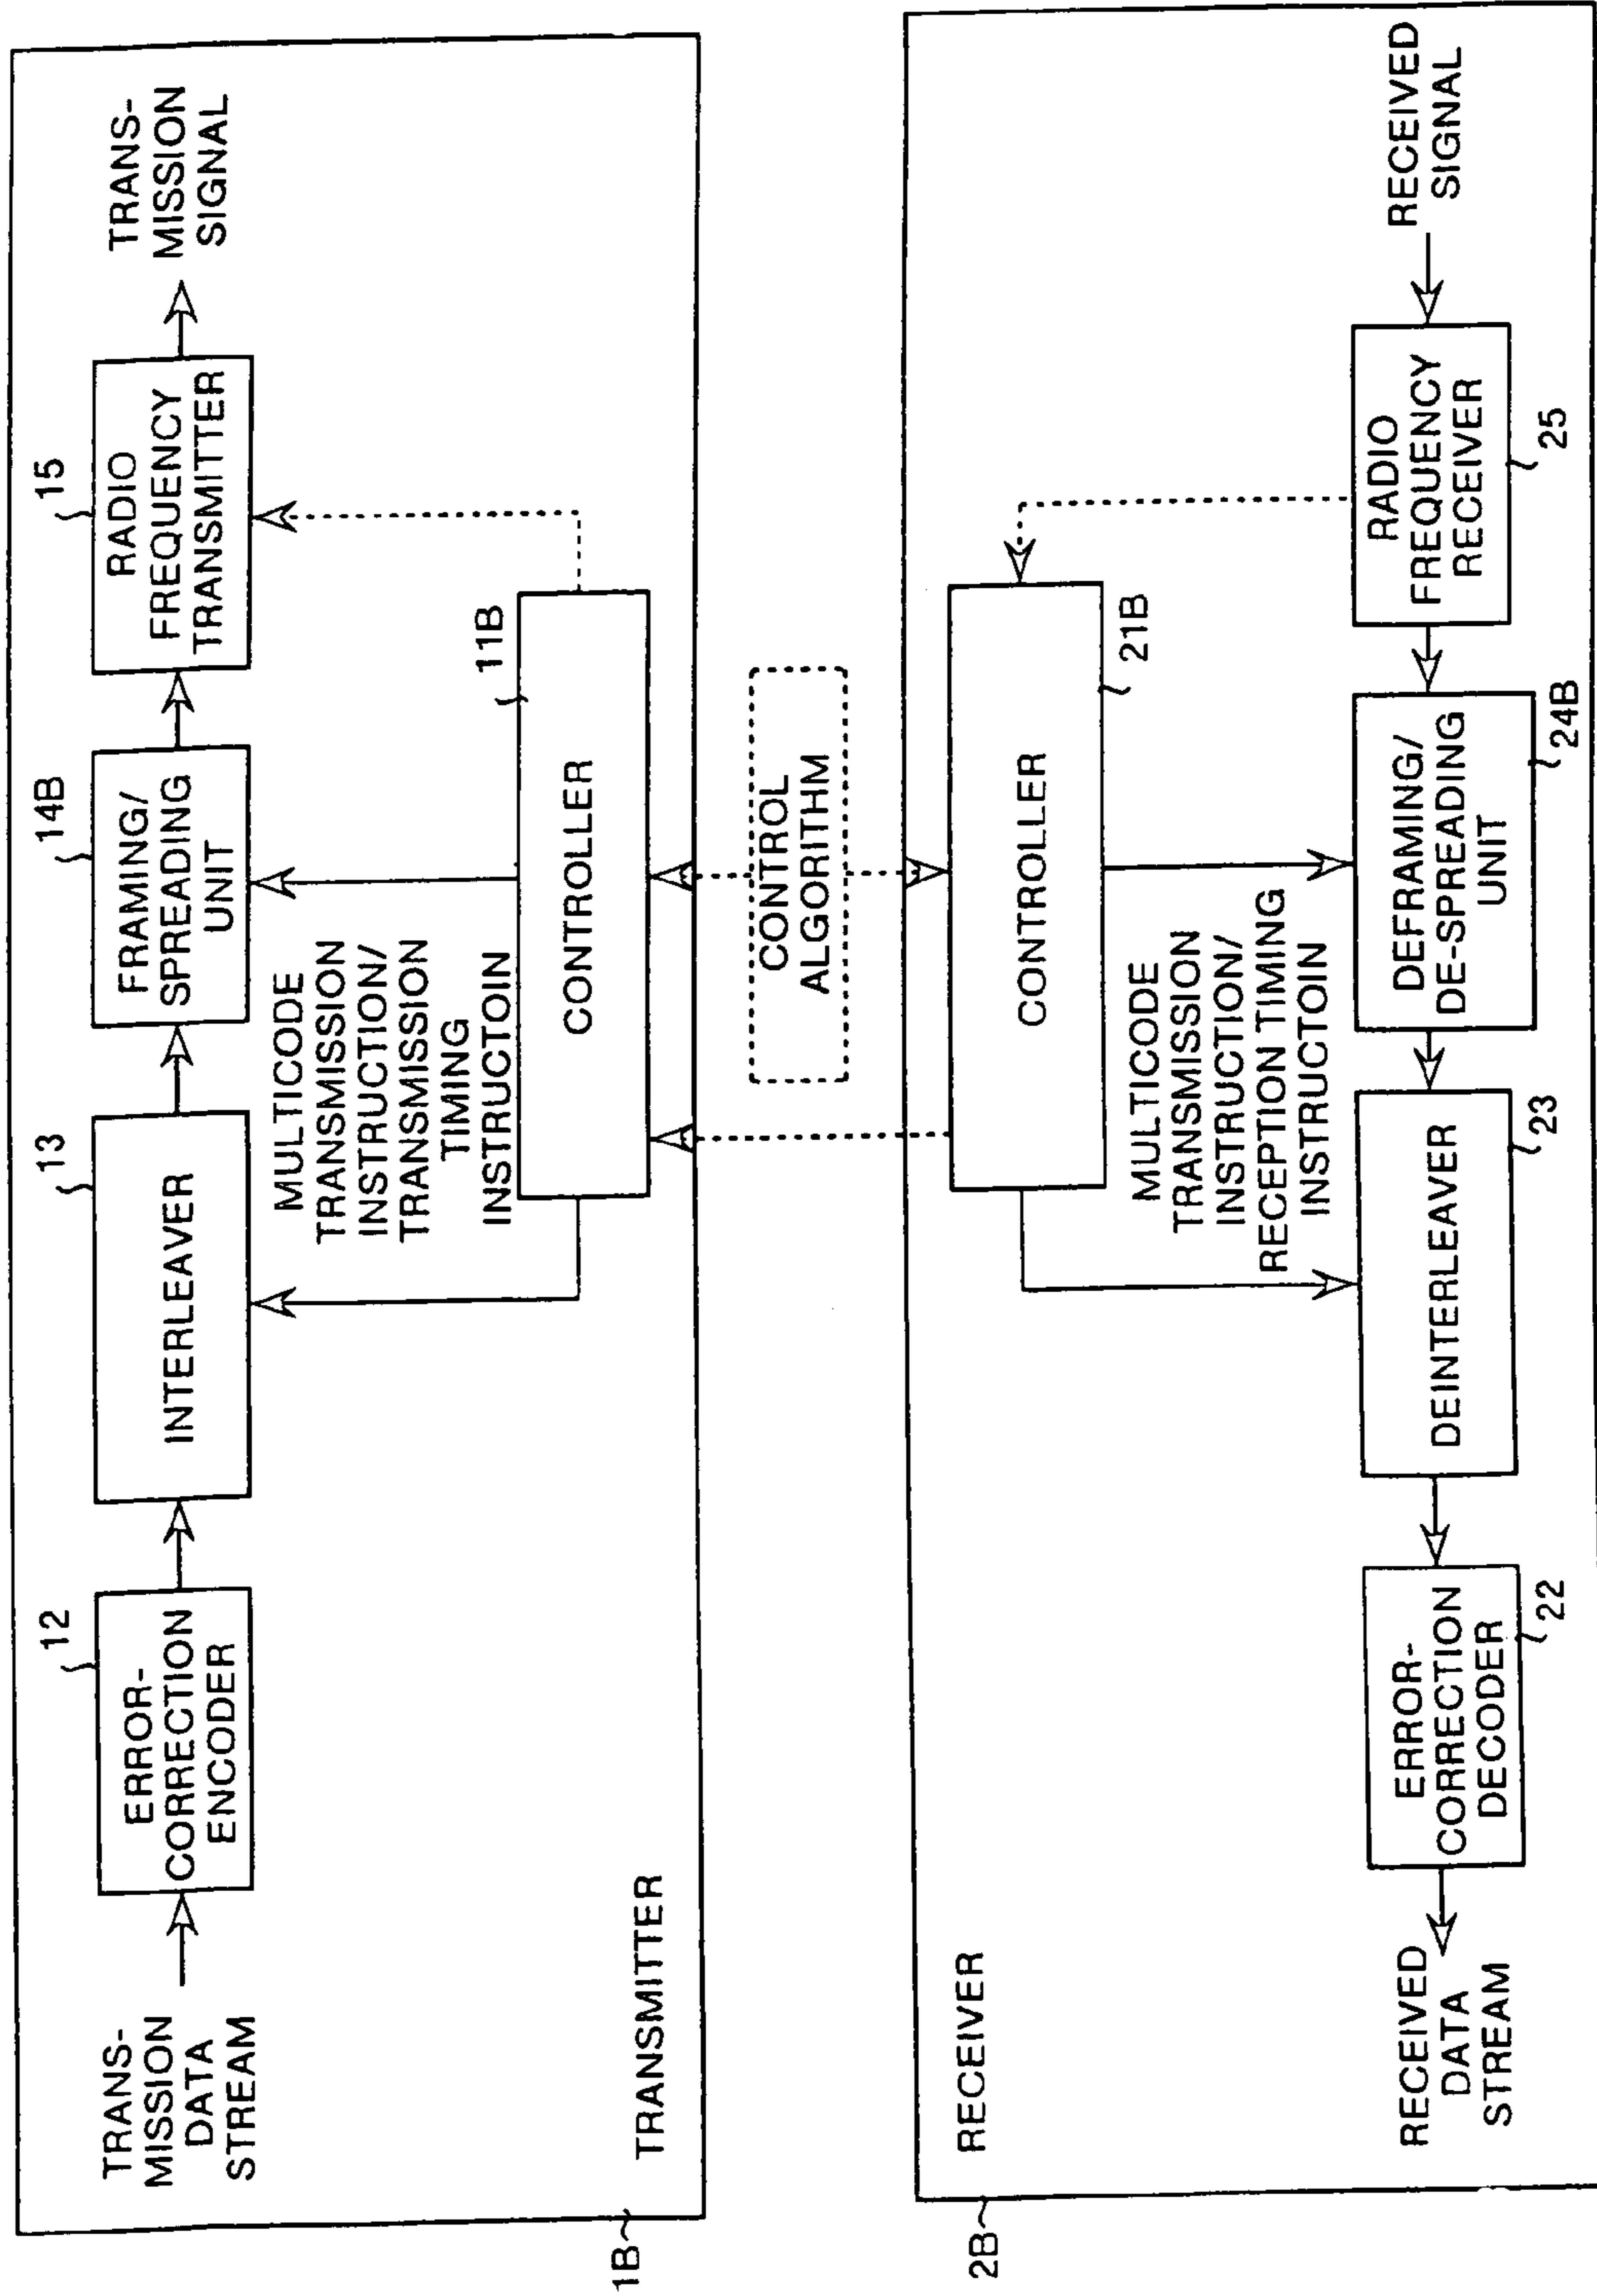 TRANS-
MISSION
DATA
STREAM
12
ERROR-
CORRECTION
ENCODER
13
INTERLEAVER
14B
FRAMING/
SPREADING
UNIT
15
RADIO
FREQUENCY
TRANSMITTER
TRANS-
MISSION
SIGNAL
MULTICODE
TRANSMISSION
INSTRUCTION/
TRANSMISSION
TIMING
INSTRUCTOIN
11B
CONTROLLER
TRANSMITTER
1B
CONTROL
ALGORITHM
2B
RECEIVER
CONTROLLER
21B
MULTICODE
TRANSMISSION
INSTRUCTION/
RECEPTION TIMING
INSTRUCTOIN
RECEIVED
DATA
STREAM
ERROR-
CORRECTION
DECODER
22
DEINTERLEAVER
23
DEFRAMING/
DE-SPREADING
UNIT
24B
RADIO
FREQUENCY
RECEIVER
25
RECEIVED
SIGNAL